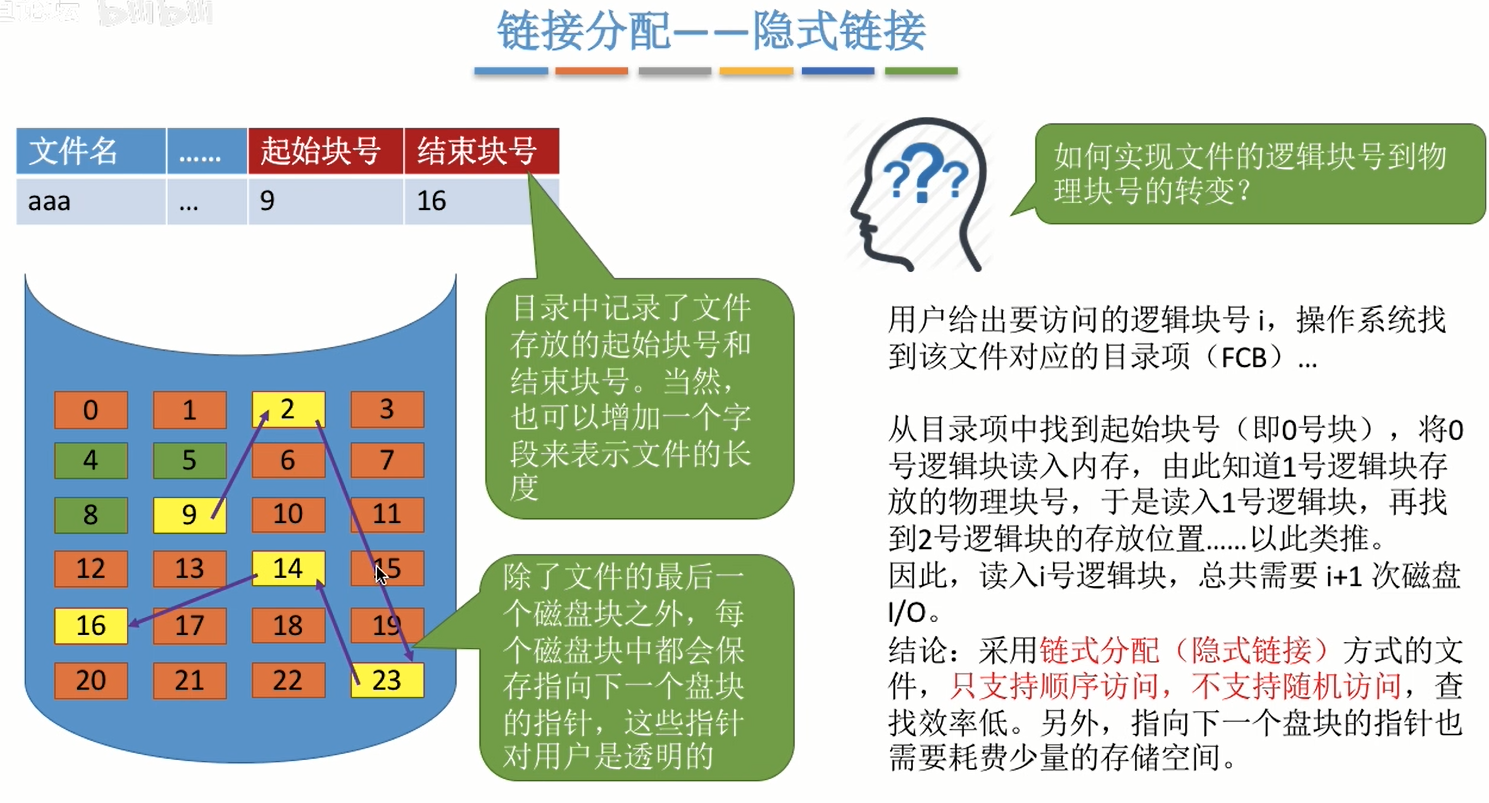 链接分配——隐式链接
文件名 …… 起始块号 结束块号
aaa ... 9 16
如何实现文件的逻辑块号到物
理块号的转变？
目录中记录了文件
存放的起始块号和
结束块号。当然，
也可以增加一个字
段来表示文件的长
度
0 1 2 3
4 5 6 7
8 9 10 11
12 13 14 15
16 17 18 19
20 21 22 23
除了文件的最后一
个磁盘块之外，每
个磁盘块中都会保
存指向下一个盘块
的指针，这些指针
对用户是透明的
? ? ?
用户给出要访问的逻辑块号 i，操作系统找
到该文件对应的目录项（FCB）...
从目录项中找到起始块号（即0号块），将0
号逻辑块读入内存，由此知道1号逻辑块存
放的物理块号，于是读入1号逻辑块，再找
到2号逻辑块的存放位置……以此类推。
因此，读入i号逻辑块，总共需要 i+1 次磁盘
I/O。
结论：采用链式分配（隐式链接）方式的文
件，只支持顺序访问，不支持随机访问，查
找效率低。另外，指向下一个盘块的指针也
需要耗费少量的存储空间。